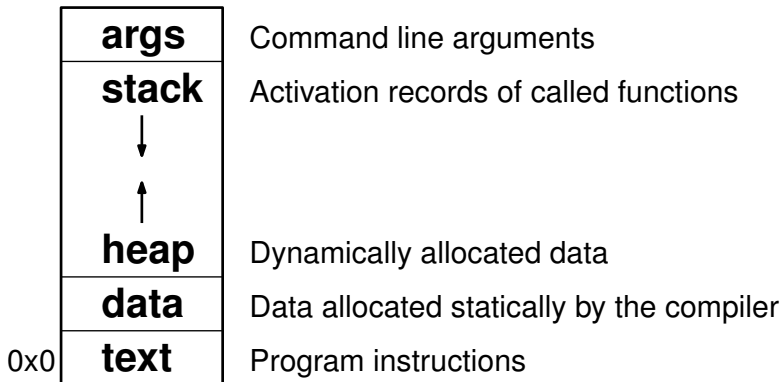 args Command line arguments
stack Activation records of called functions
heap Dynamically allocated data
data Data allocated statically by the compiler
0x0 text Program instructions